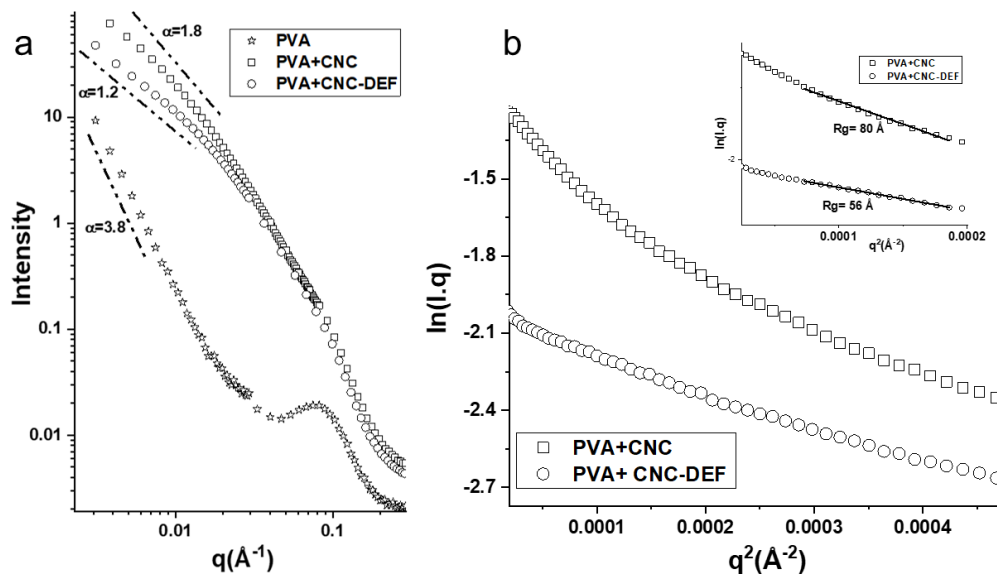 a
α=1.8
PVA
PVA+CNC
PVA+CNC-DEF
α=1.2
α=3.8
10
1
0.1
0.01
Intensity
0.01
0.1
q(Å⁻¹)
b
PVA+CNC
PVA+CNC-DEF
Rg= 80 Å
Rg= 56 Å
ln(I.q)
-2
0.0001
0.0002
q²(Å⁻²)
-1.5
-1.8
-2.1
-2.4
-2.7
ln(I.q)
PVA+CNC
PVA+ CNC-DEF
0.0001
0.0002
0.0003
0.0004
q²(Å⁻²)